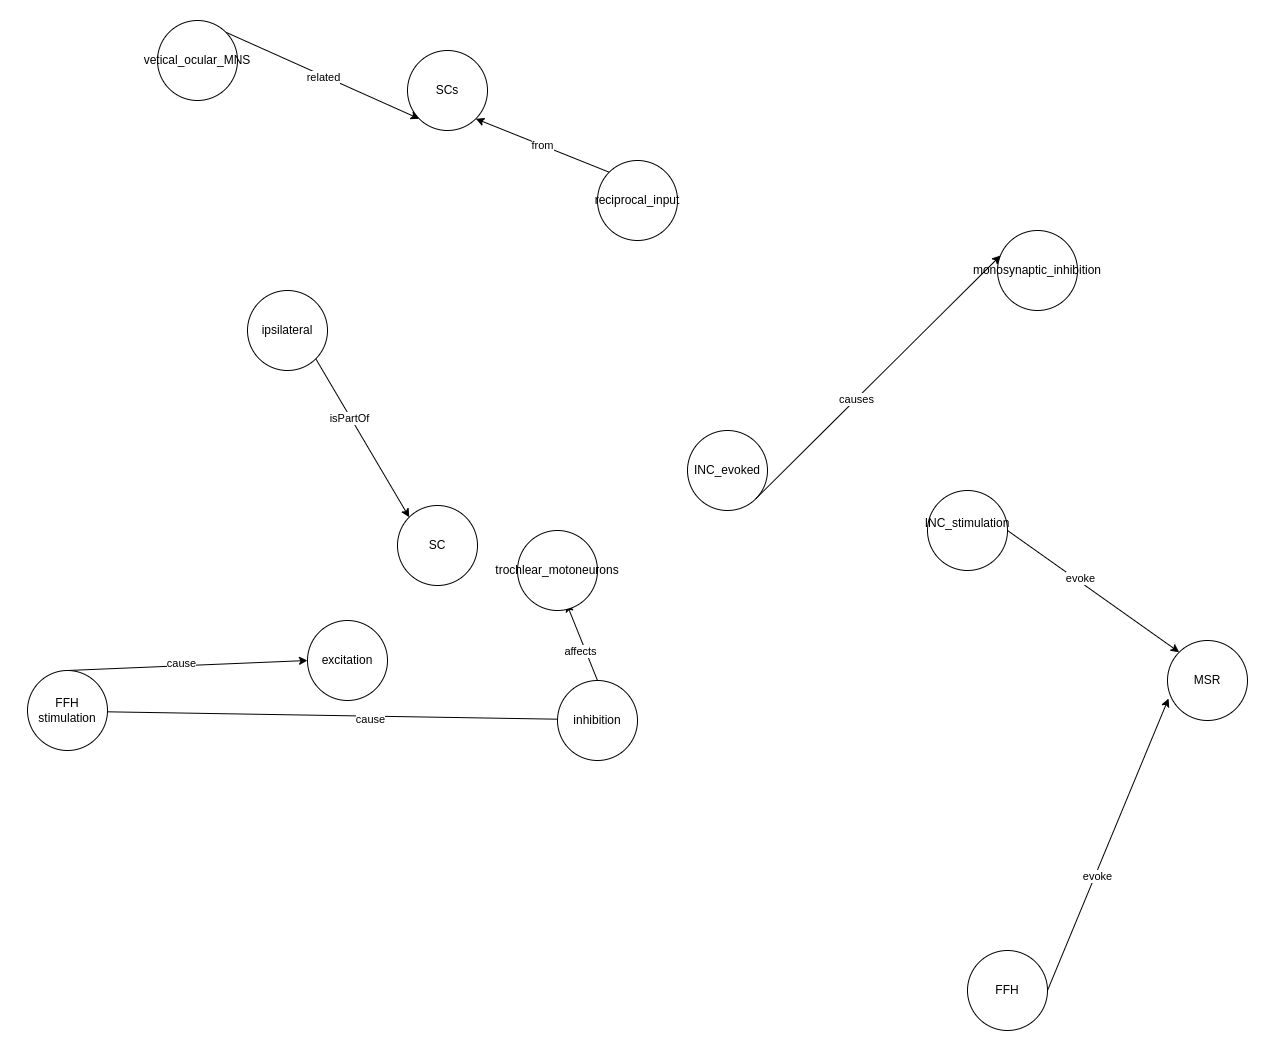 vetical_ocular_MNS
related
SCs
from
reciprocal_input
monosynaptic_inhibition
ipsilateral
causes
isPartOf
INC_evoked
INC_stimulation
SC
trochlear_motoneurons
evoke
affects
excitation
cause
MSR
FFH
stimulation
cause
inhibition
evoke
FFH